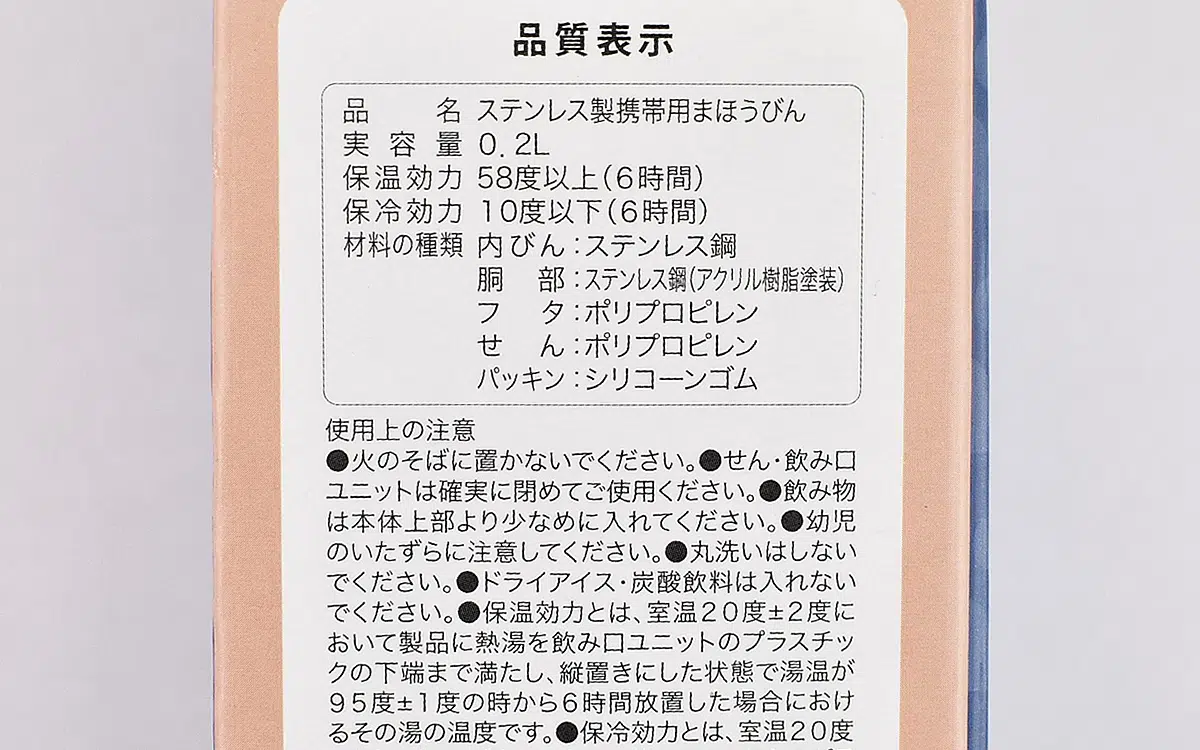 品質表示
品名 ステンレス製携帯用まほうびん
実容量 0.2L
保温効力 58度以上(6時間)
保冷効力 10度以下(6時間)
材料の種類 内びん:ステンレス鋼
胴部:ステンレス鋼(アクリル樹脂塗装)
フタ:ポリプロピレン
せん:ポリプロピレン
パッキン:シリコーンゴム
使用上の注意
●火のそばに置かないでください。●せん・飲み口
ユニットは確実に閉めてご使用ください。●飲み物
は本体上部より少なめに入れてください。●幼児
のいたずらに注意してください。●丸洗いはしない
でください。●ドライアイス・炭酸飲料は入れない
でください。●保温効力とは、室温20度±2度に
おいて製品に熱湯を飲み口ユニットのプラスチッ
クの下端まで満たし、縦置きにした状態で湯温が
95度±1度の時から6時間放置した場合におけ
るその湯の温度です。●保冷効力とは、室温20度